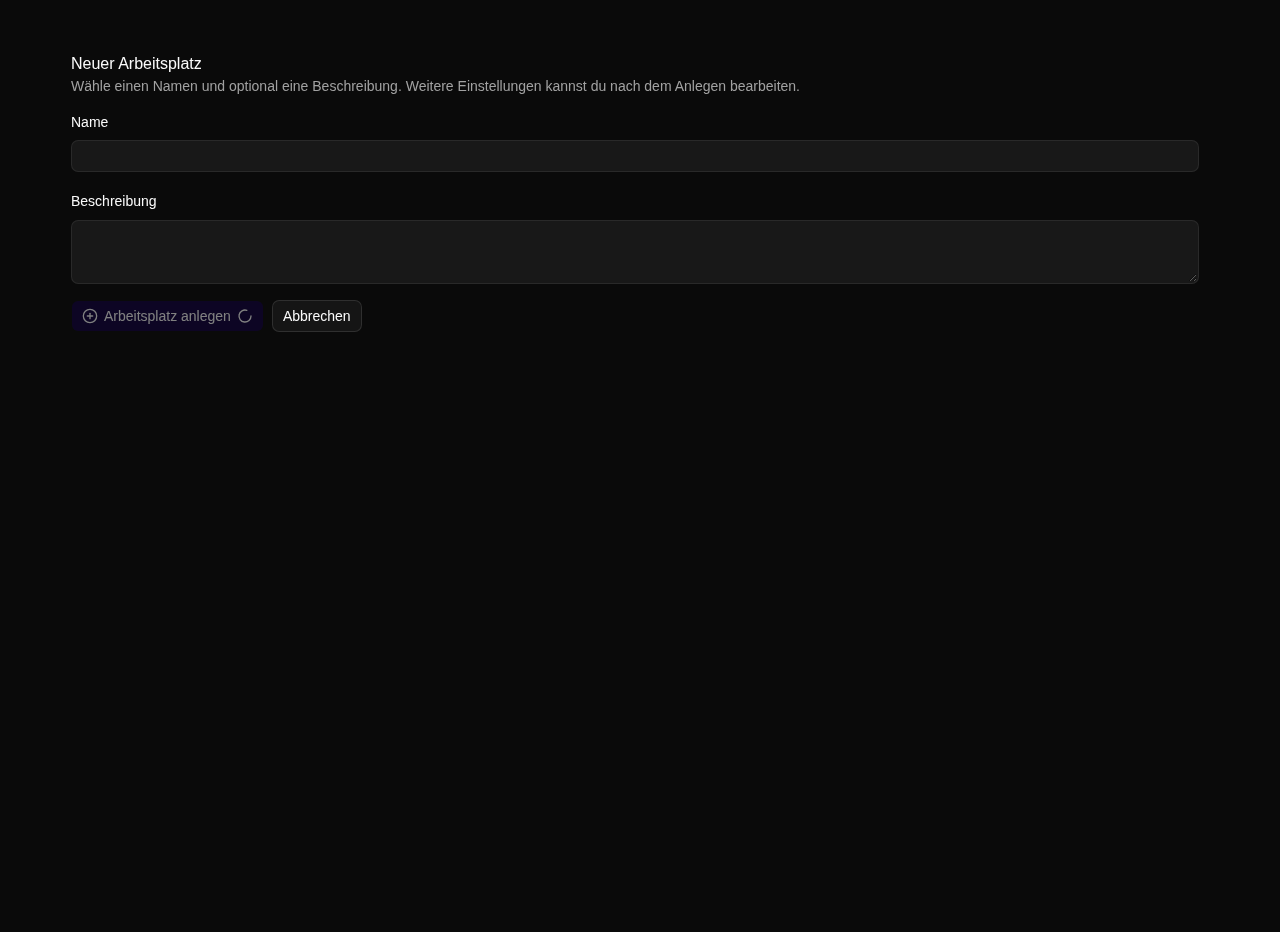 Neuer Arbeitsplatz
Wähle einen Namen und optional eine Beschreibung. Weitere Einstellungen kannst du nach dem Anlegen bearbeiten.
Name
Beschreibung
Arbeitsplatz anlegen Abbrechen